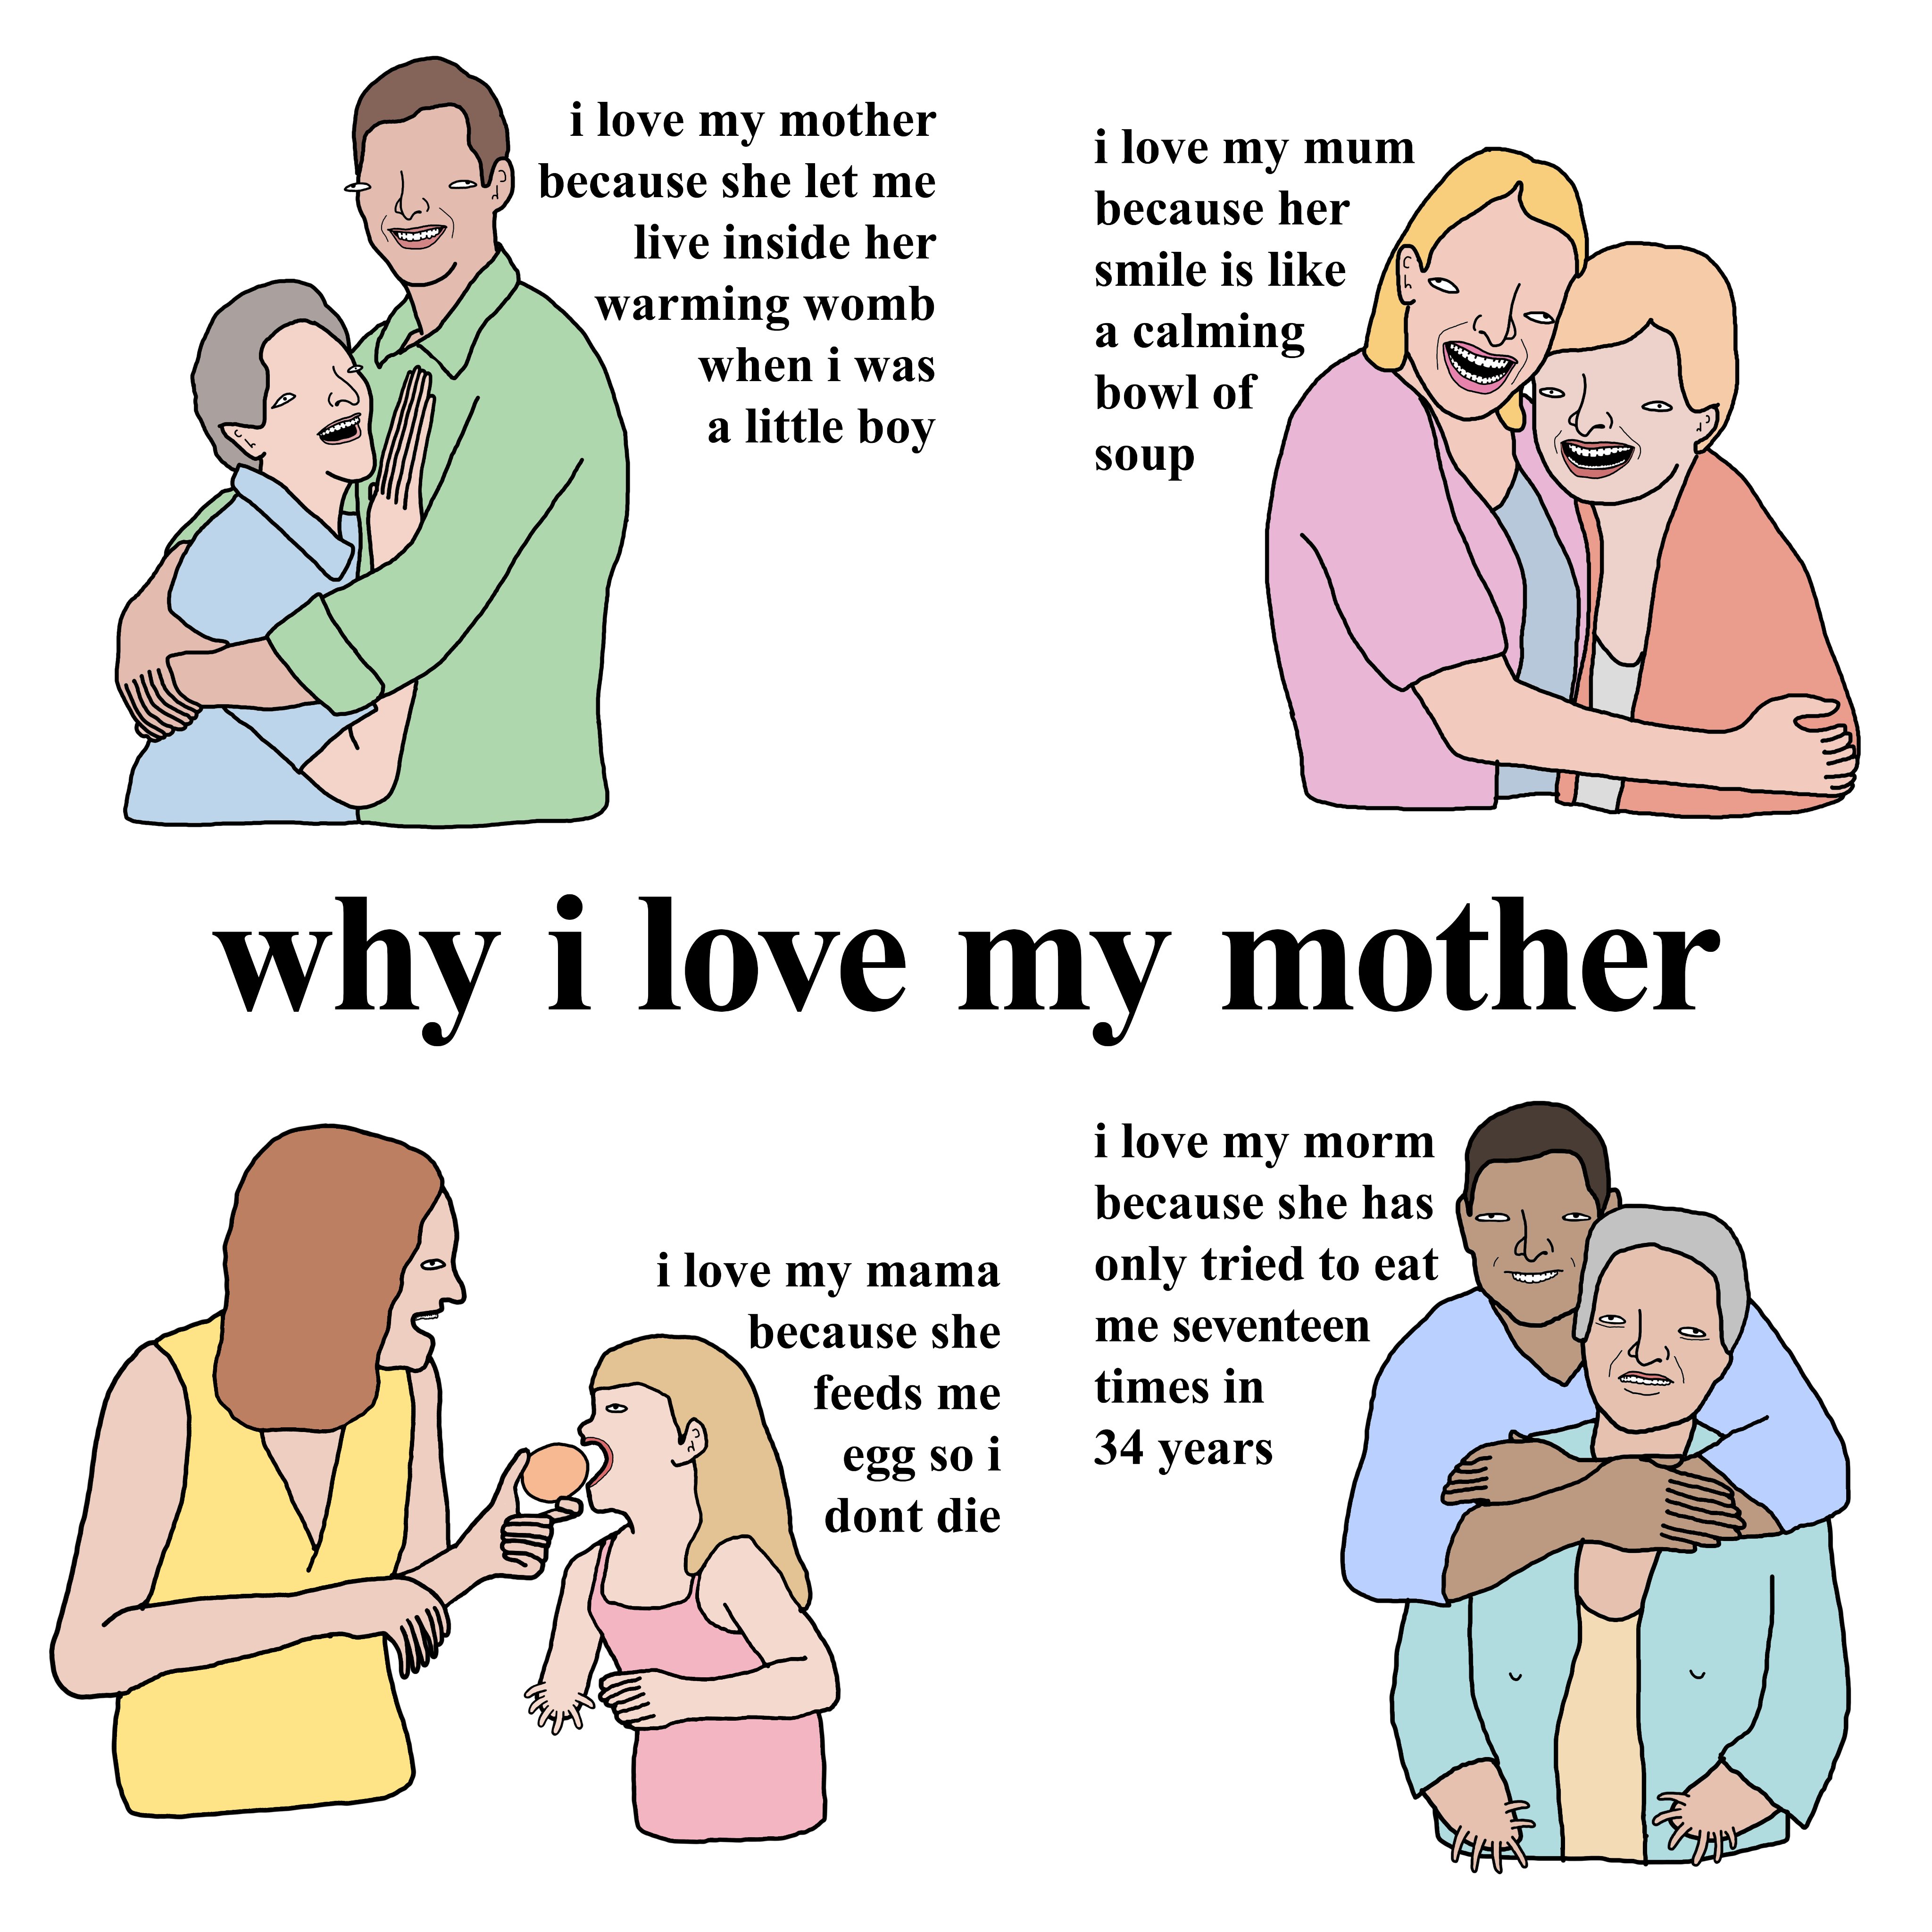 i love my mother
because she let me
live inside her
warming womb
when i was
a little boy
i love my mum
because her
smile is like
a calming
bowl of
soup
why i love my mother
i love my mama
because she
feeds me
egg so i
dont die
i love my morm
because she has
only tried to eat
me seventeen
times in
34 years